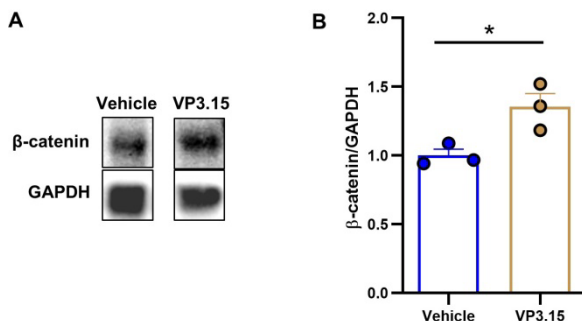 A
Vehicle VP3.15
β-catenin
GAPDH
B
β-catenin/GAPDH
2.0
1.5
1.0
0.5
0.0
*
Vehicle VP3.15